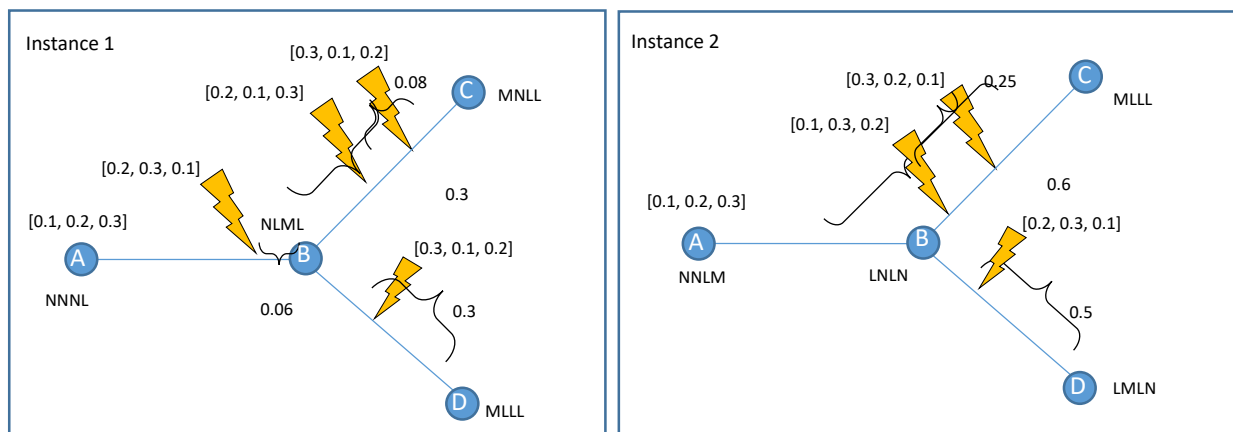 Instance 1
[0.3, 0.1, 0.2]
0.08
[0.2, 0.1, 0.3]
C
MNLL
[0.2, 0.3, 0.1]
0.3
NLML
[0.1, 0.2, 0.3]
A
B
[0.3, 0.1, 0.2]
NNNL
0.06
0.3
D
MLLL
Instance 2
[0.3, 0.2, 0.1]
0.25
C
MLLL
[0.1, 0.3, 0.2]
0.6
[0.1, 0.2, 0.3]
[0.2, 0.3, 0.1]
A
B
NNLM
LNLN
0.5
D
LMLN